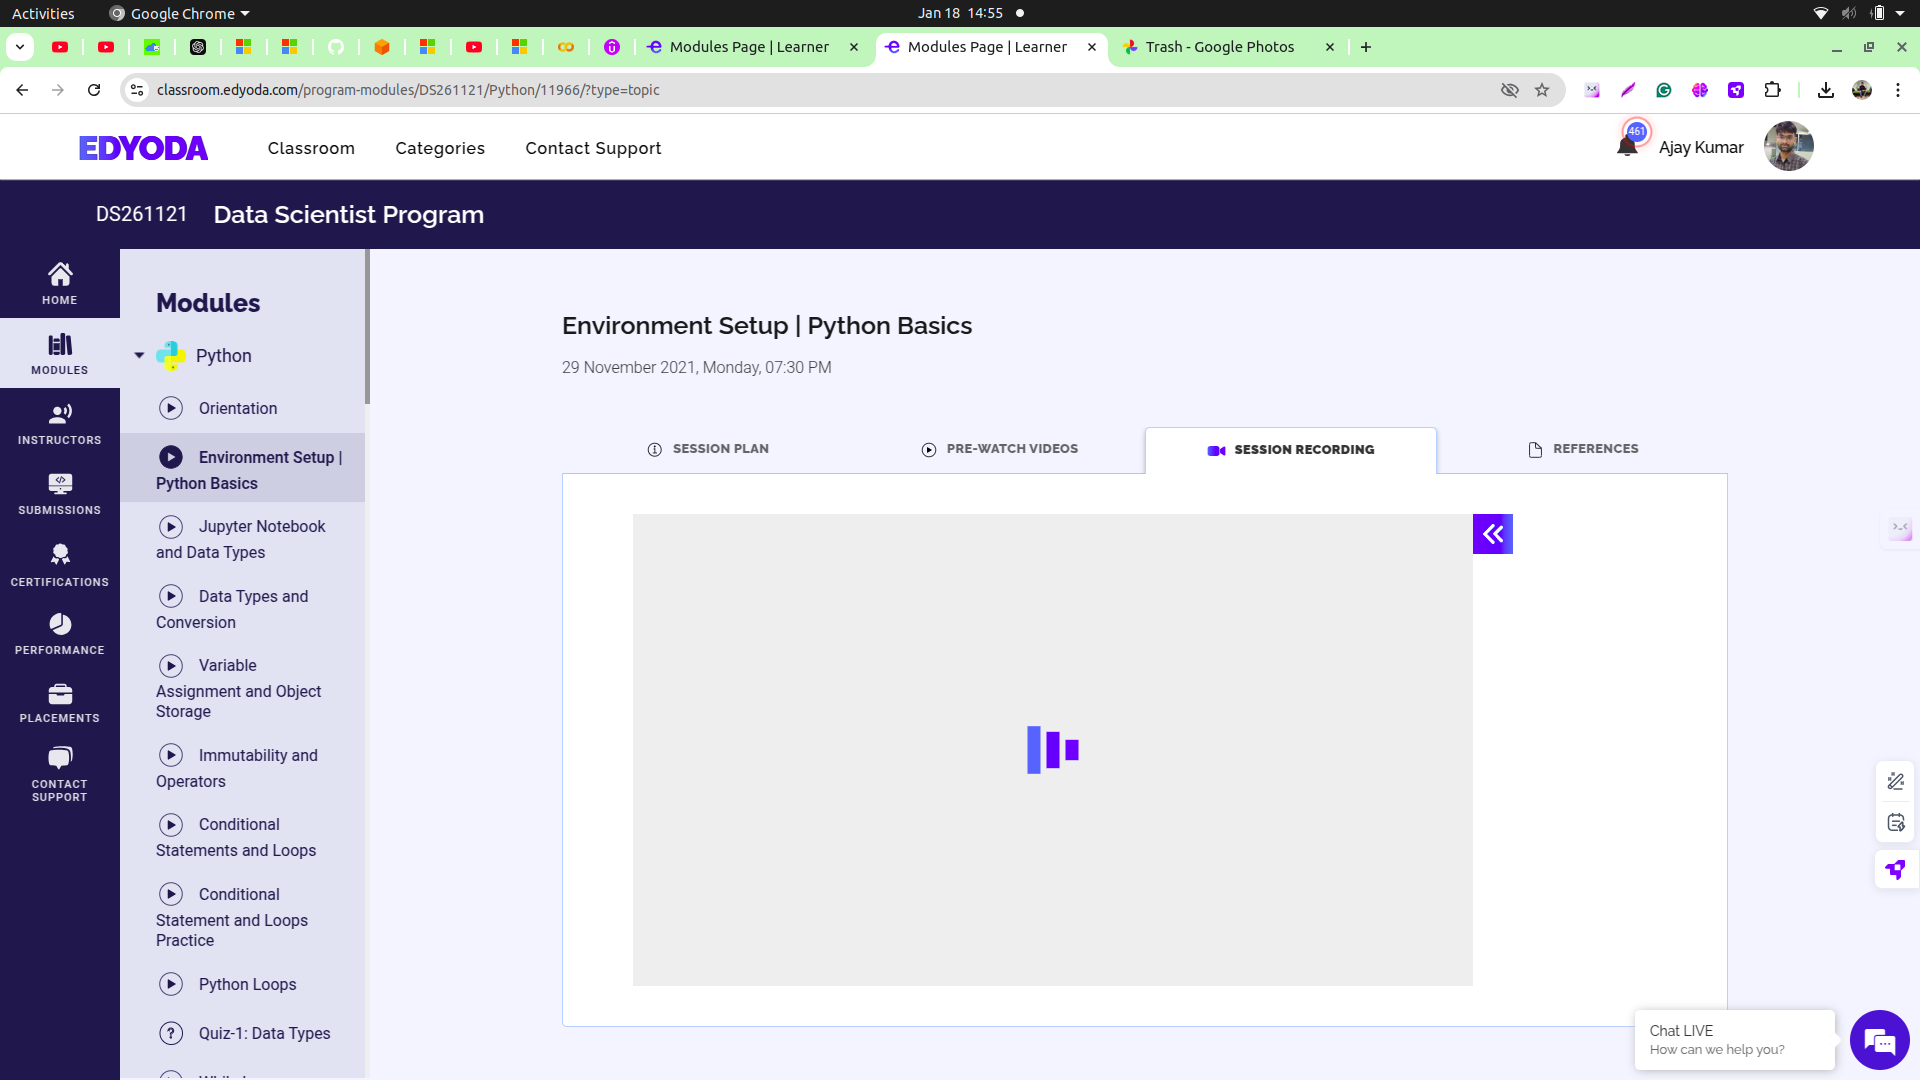 Activities
Google Chrome
Jan 18 14:55
Modules Page | Learner
Modules Page | Learner
Trash - Google Photos
classroom.edyoda.com/program-modules/DS261121/Python/11966/?type=topic
EDYODA
Classroom
Categories
Contact Support
461
Ajay Kumar
DS261121
Data Scientist Program
HOME
MODULES
INSTRUCTORS
SUBMISSIONS
CERTIFICATIONS
PERFORMANCE
PLACEMENTS
CONTACT
SUPPORT
Modules
Python
Orientation
Environment Setup |
Python Basics
Jupyter Notebook
and Data Types
Data Types and
Conversion
Variable
Assignment and Object
Storage
Immutability and
Operators
Conditional
Statements and Loops
Conditional
Statement and Loops
Practice
Python Loops
Quiz-1: Data Types
Environment Setup | Python Basics
29 November 2021, Monday, 07:30 PM
SESSION PLAN
PRE-WATCH VIDEOS
SESSION RECORDING
REFERENCES
Chat LIVE
How can we help you?